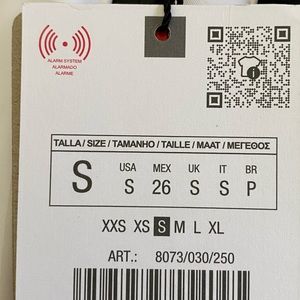 ALARM SYSTEM
ALARMADO
ALARME
TALLA / SIZE / TAMANHO / TAILLE / MAAT / ΜΕΓΕΘΟΣ
USA MEX UK IT BR
S S 26 S S P
XXS XS S M L XL
ART.: 8073/030/250